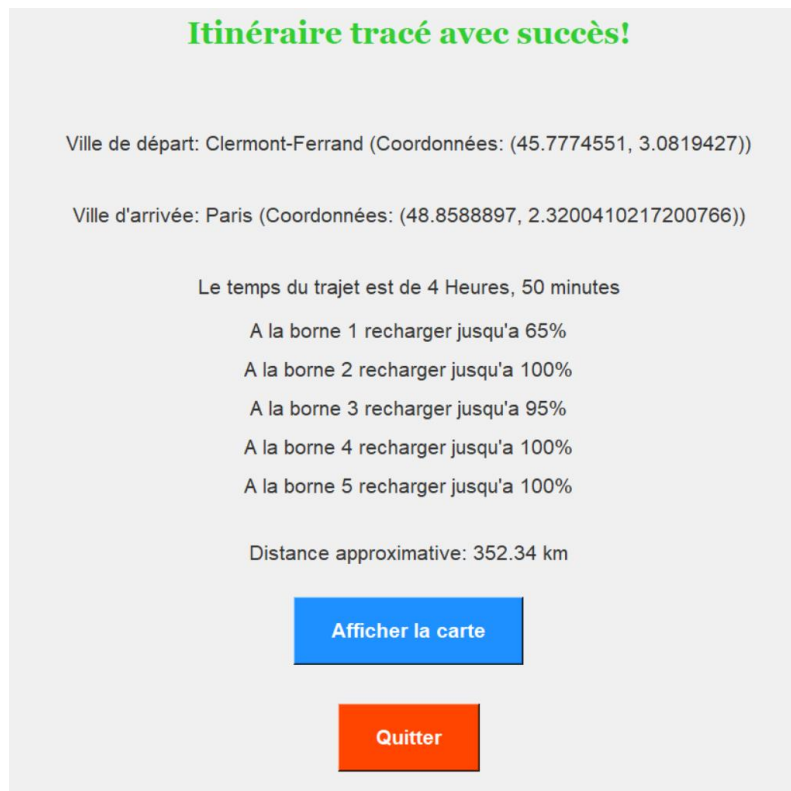 Itinéraire tracé avec succès!
Ville de départ: Clermont-Ferrand (Coordonnées: (45.7774551, 3.0819427))
Ville d'arrivée: Paris (Coordonnées: (48.8588897, 2.3200410217200766))
Le temps du trajet est de 4 Heures, 50 minutes
A la borne 1 recharger jusqu'a 65%
A la borne 2 recharger jusqu'a 100%
A la borne 3 recharger jusqu'a 95%
A la borne 4 recharger jusqu'a 100%
A la borne 5 recharger jusqu'a 100%
Distance approximative: 352.34 km
Afficher la carte
Quitter